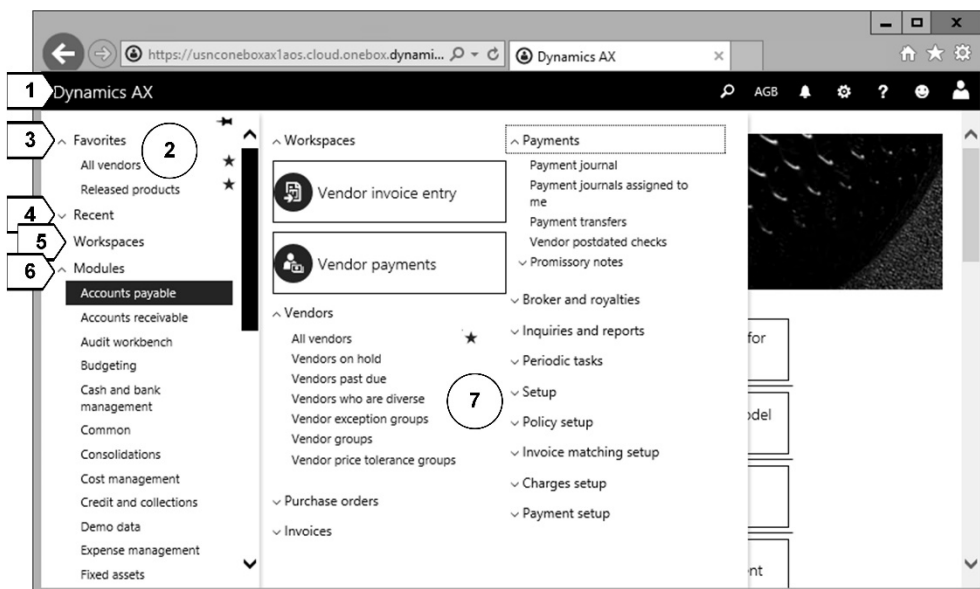 https://usnconeboxax1aos.cloud.onebox.dynami...
Dynamics AX
1
Dynamics AX
AGB
?
3
Favorites
2
All vendors
Released products
4
Recent
5
Workspaces
6
Modules
Accounts payable
Accounts receivable
Audit workbench
Budgeting
Cash and bank
management
Common
Consolidations
Cost management
Credit and collections
Demo data
Expense management
Fixed assets
Workspaces
Vendor invoice entry
Vendor payments
Vendors
All vendors
Vendors on hold
Vendors past due
Vendors who are diverse
Vendor exception groups
Vendor groups
Vendor price tolerance groups
Purchase orders
Invoices
7
Payments
Payment journal
Payment journals assigned to
me
Payment transfers
Vendor postdated checks
Promissory notes
Broker and royalties
Inquiries and reports
Periodic tasks
Setup
Policy setup
Invoice matching setup
Charges setup
Payment setup
for
odel
nt